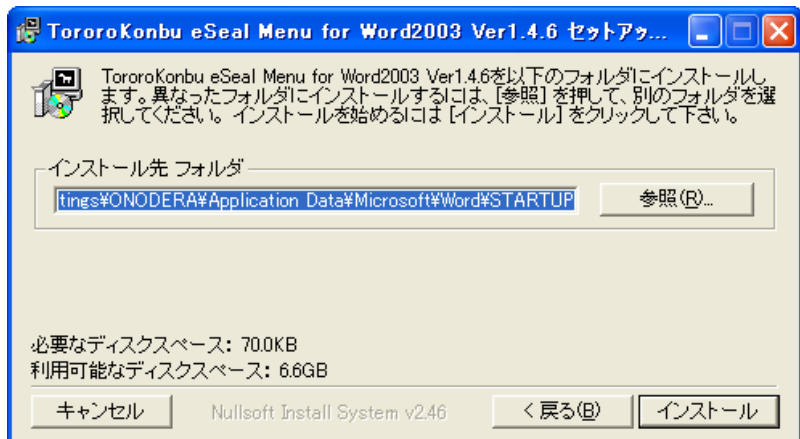 TororoKonbu eSeal Menu for Word2003 Ver1.4.6 セットアッ...
TororoKonbu eSeal Menu for Word2003 Ver1.4.6を以下のフォルダにインストールし
ます。異なったフォルダにインストールするには、[参照] を押して、別のフォルダを選
択してください。インストールを始めるには [インストール] をクリックして下さい。
インストール先 フォルダ
tings¥ONODERA¥Application Data¥Microsoft¥Word¥STARTUP
参照(R)...
必要なディスクスペース: 70.0KB
利用可能なディスクスペース: 6.6GB
キャンセル
Nullsoft Install System v2.46
< 戻る(B)
インストール